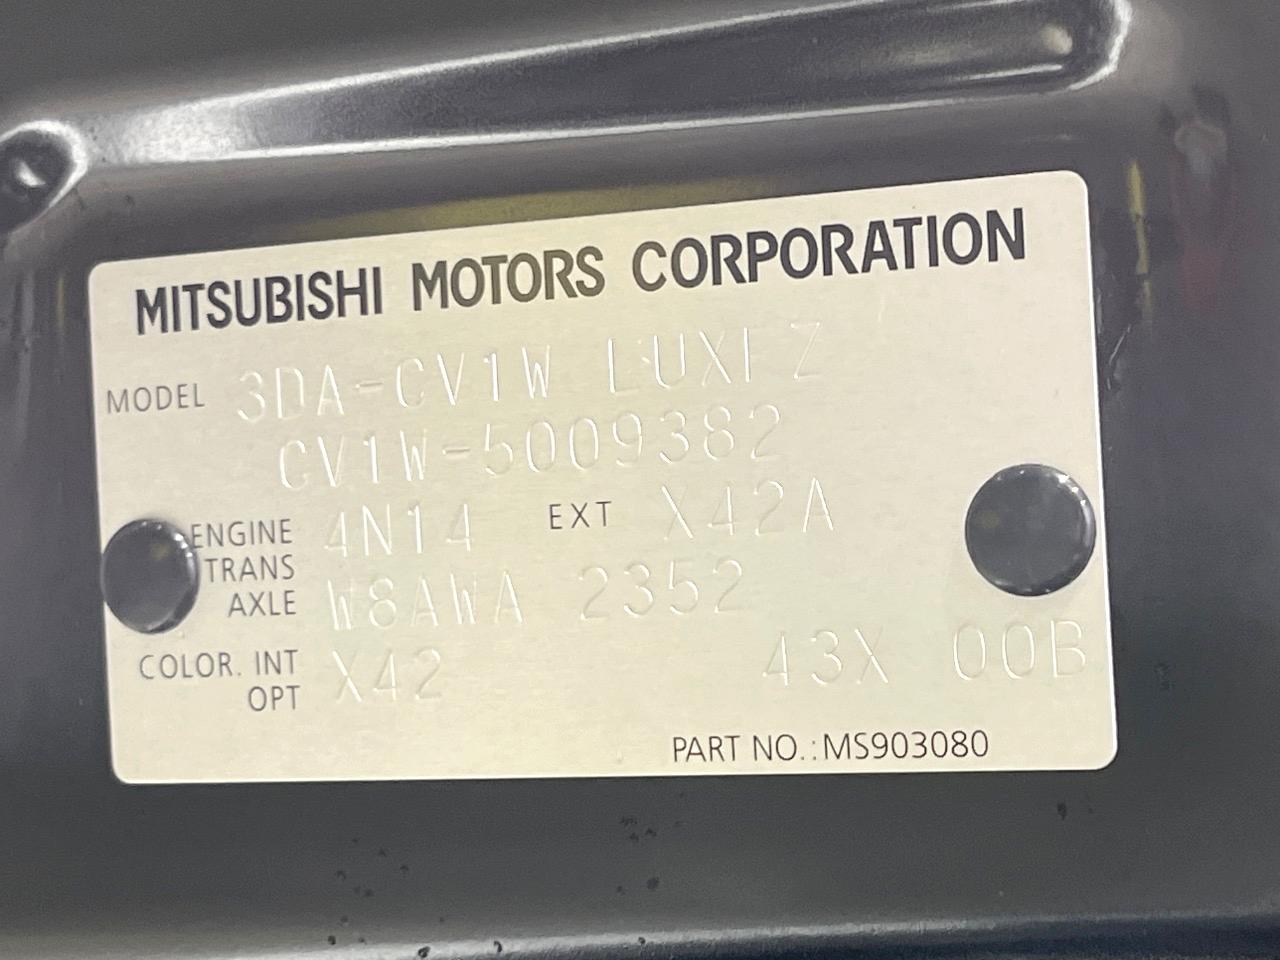 MITSUBISHI MOTORS CORPORATION
MODEL 3DA-CV1W LUXFZ
CV1W-5009382
ENGINE 4N14 EXT X42A
TRANS
AXLE W8AWA 2352
COLOR. INT
OPT X42 43X 00B
PART NO.:MS903080